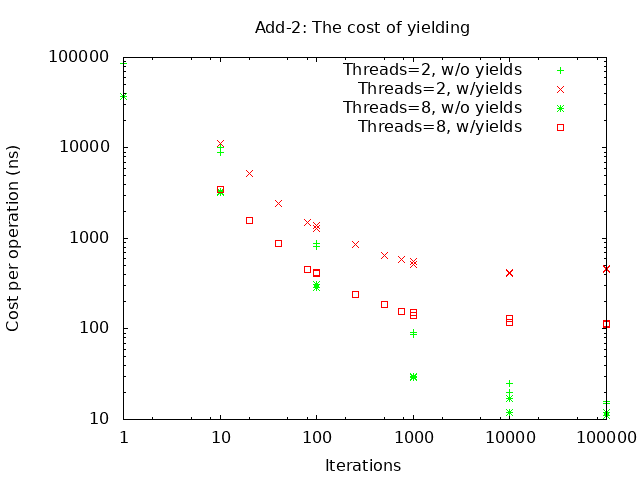 Add-2: The cost of yielding
100000
10000
1000
100
10
Cost per operation (ns)
Threads=2, w/o yields
Threads=2, w/yields
Threads=8, w/o yields
Threads=8, w/yields
1 10 100 1000 10000 100000
Iterations